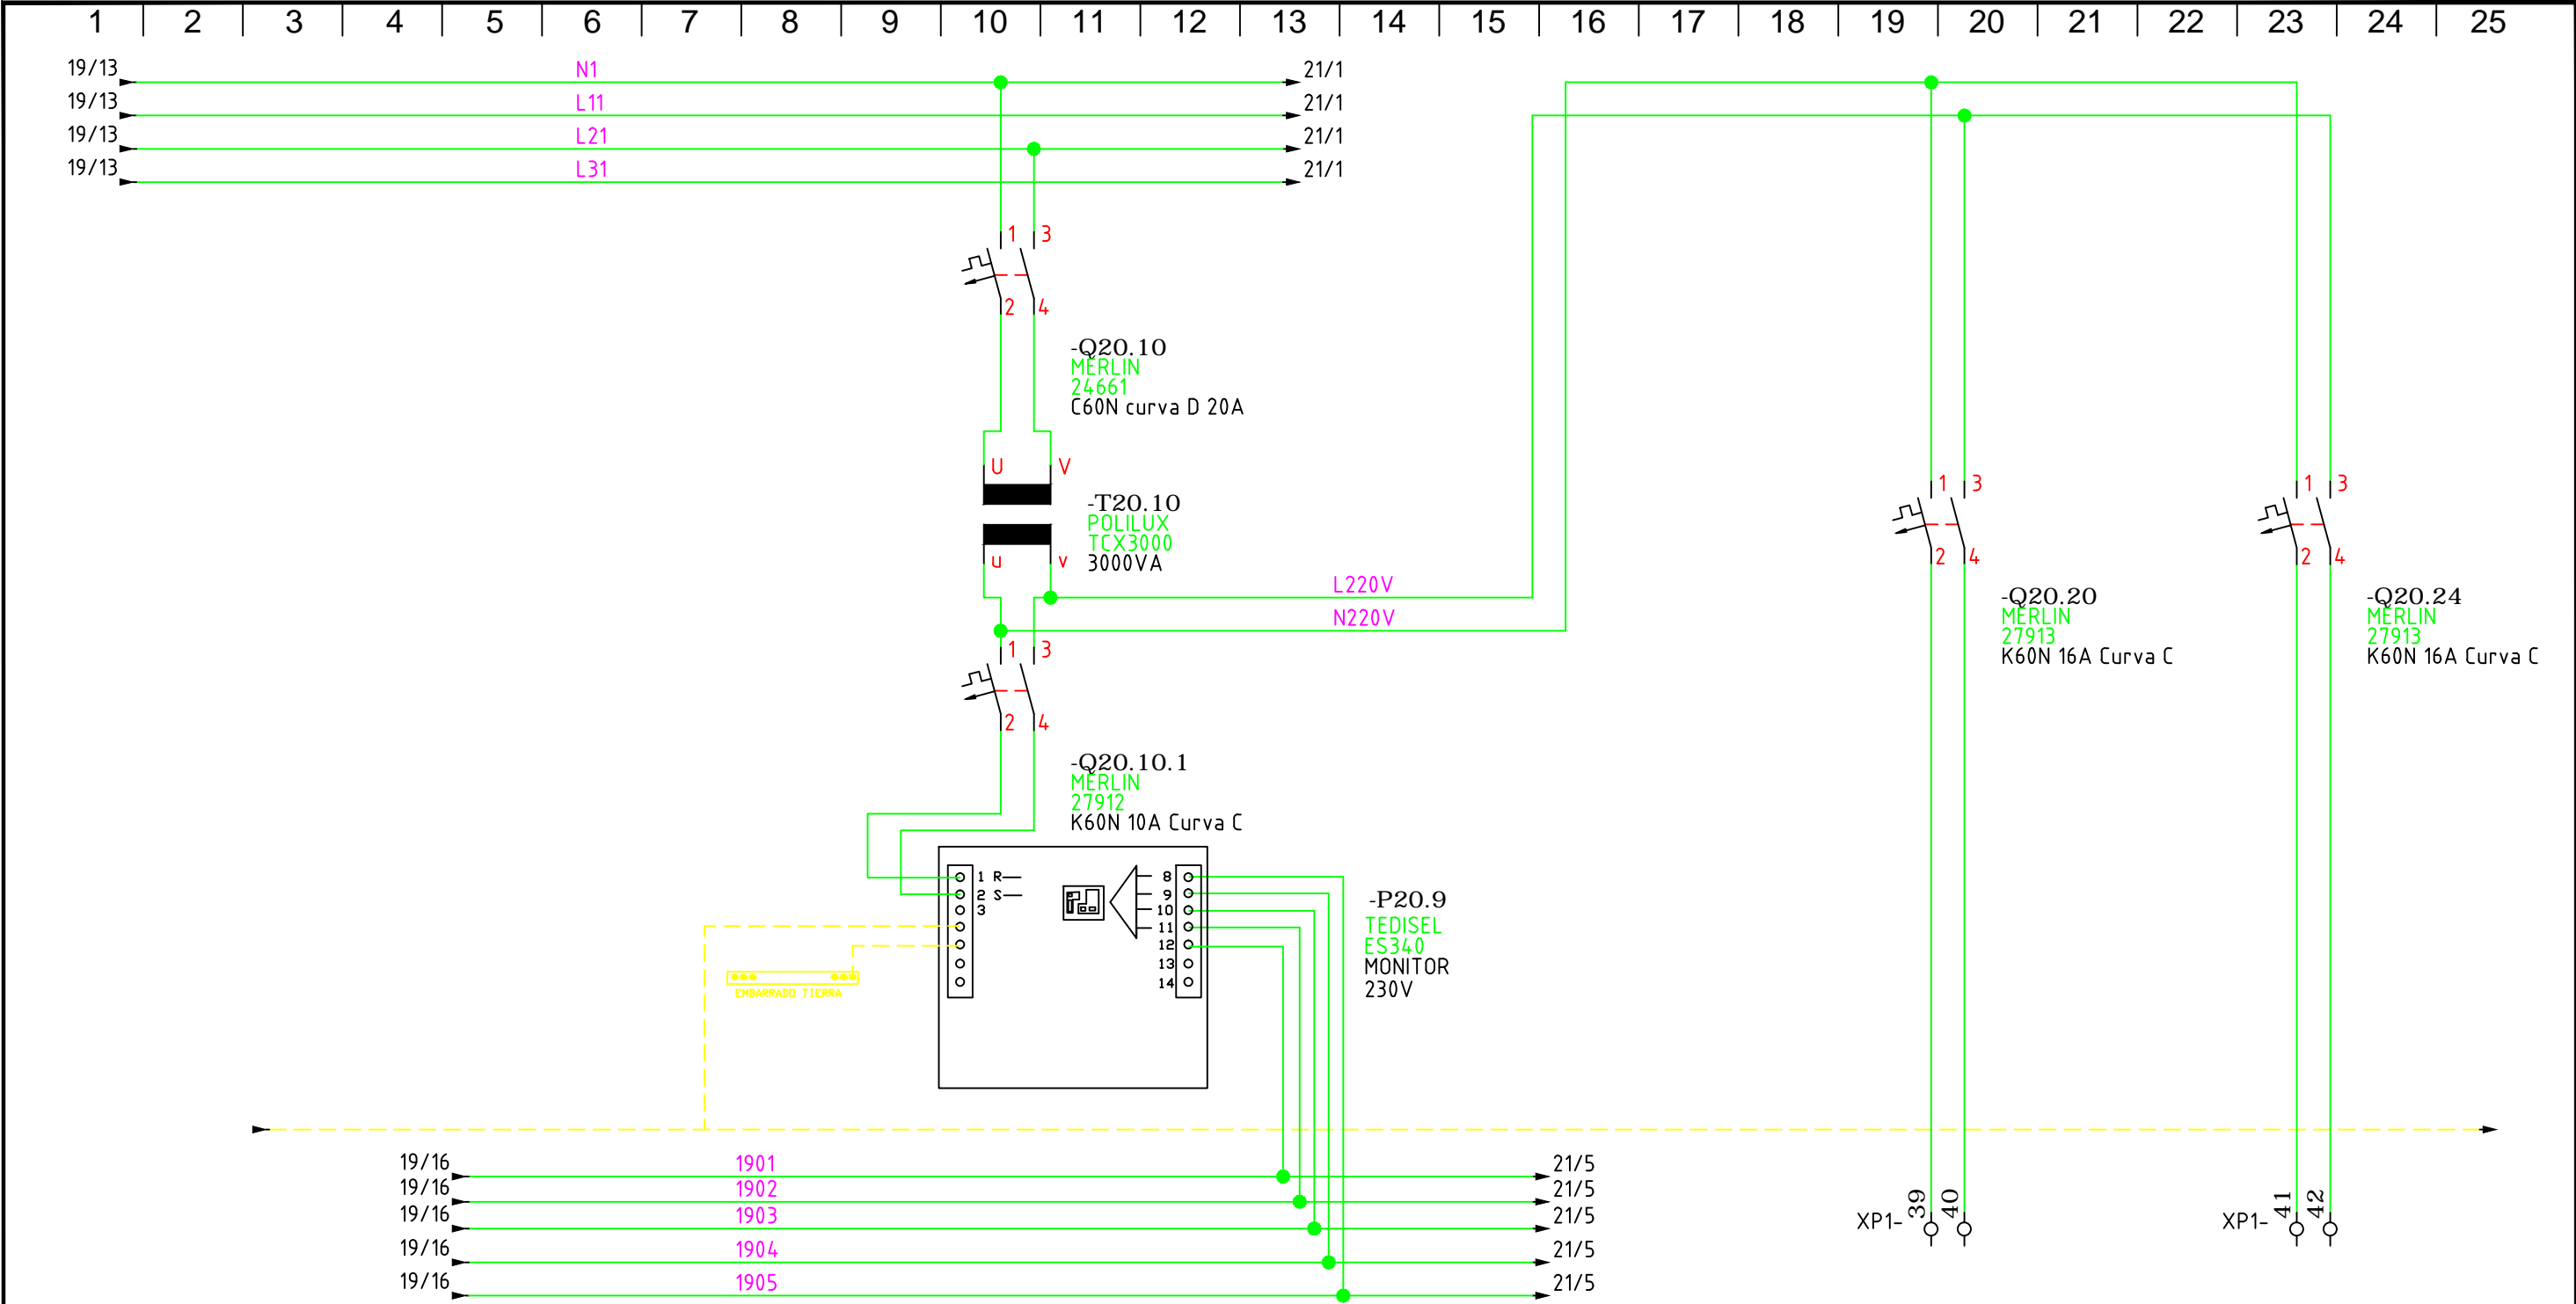 1 2 3 4 5 6 7 8 9 10 11 12 13 14 15 16 17 18 19 20 21 22 23 24 25
19/13 N1 21/1
19/13 L11 21/1
19/13 L21 21/1
19/13 L31 21/1
1 3
2 4
-Q20.10
MERLIN
24661
C60N curva D 20A
U V
-T20.10
POLILUX
TCX3000
3000VA
u v
L220V
N220V
1 3
2 4
-Q20.10.1
MERLIN
27912
K60N 10A Curva C
1 3
2 4
-Q20.20
MERLIN
27913
K60N 16A Curva C
1 3
2 4
-Q20.24
MERLIN
27913
K60N 16A Curva C
1 R
2 S
3
8
9
10
11
12
13
14
-P20.9
TEDISEL
ES340
MONITOR
230V
EMBARRADO TIERRA
19/16 1901 21/5
19/16 1902 21/5
19/16 1903 21/5
19/16 1904 21/5
19/16 1905 21/5
XP1- 39 40
XP1- 41 42